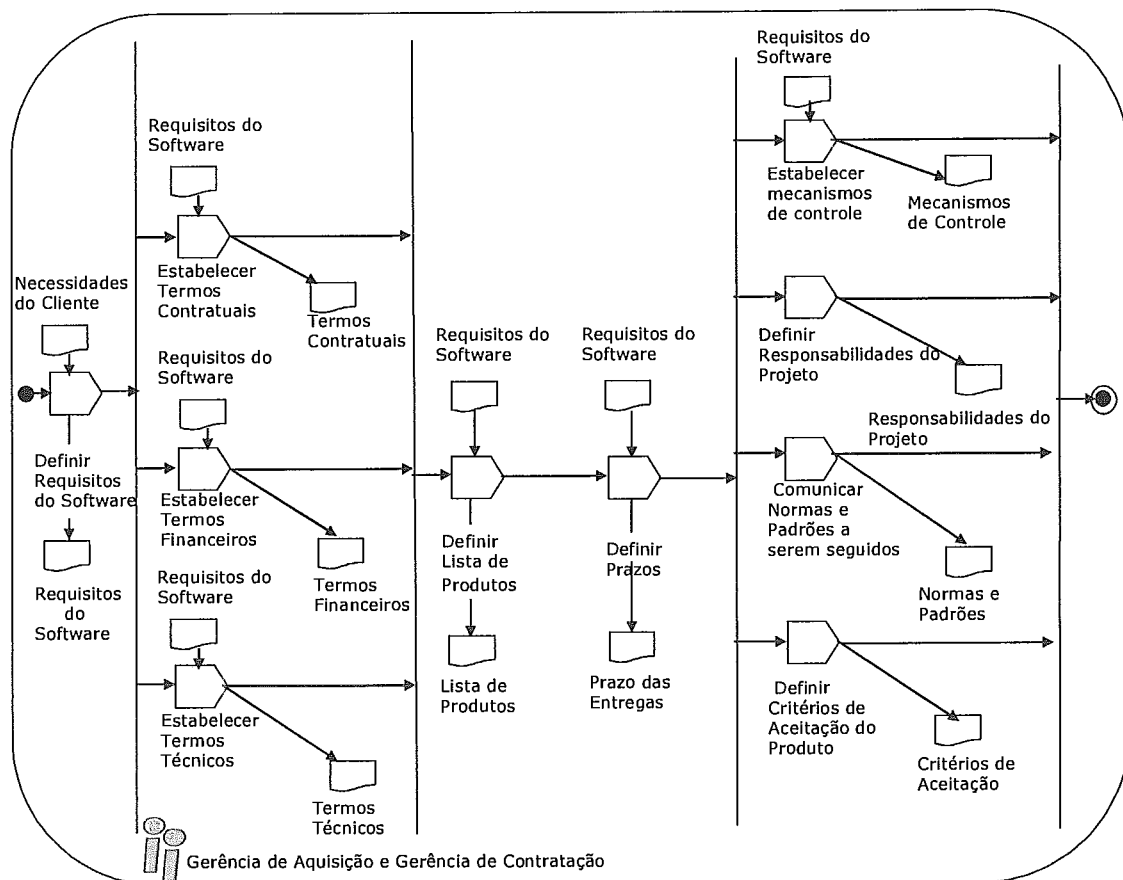 Necessidades
do Cliente
Definir
Requisitos
do Software
Requisitos
do
Software
Requisitos do
Software
Estabelecer
Termos
Contratuais
Termos
Contratuais
Requisitos do
Software
Estabelecer
Termos
Financeiros
Termos
Financeiros
Requisitos do
Software
Estabelecer
Termos
Técnicos
Termos
Técnicos
Requisitos do
Software
Definir
Lista de
Produtos
Lista de
Produtos
Requisitos do
Software
Definir
Prazos
Prazo das
Entregas
Requisitos do
Software
Estabelecer
mecanismos
de controle
Mecanismos
de Controle
Definir
Responsabilidades do
Projeto
Responsabilidades do
Projeto
Comunicar
Normas e
Padrões a
serem seguidos
Normas e
Padrões
Definir
Critérios de
Aceitação do
Produto
Critérios de
Aceitação
Gerência de Aquisição e Gerência de Contratação